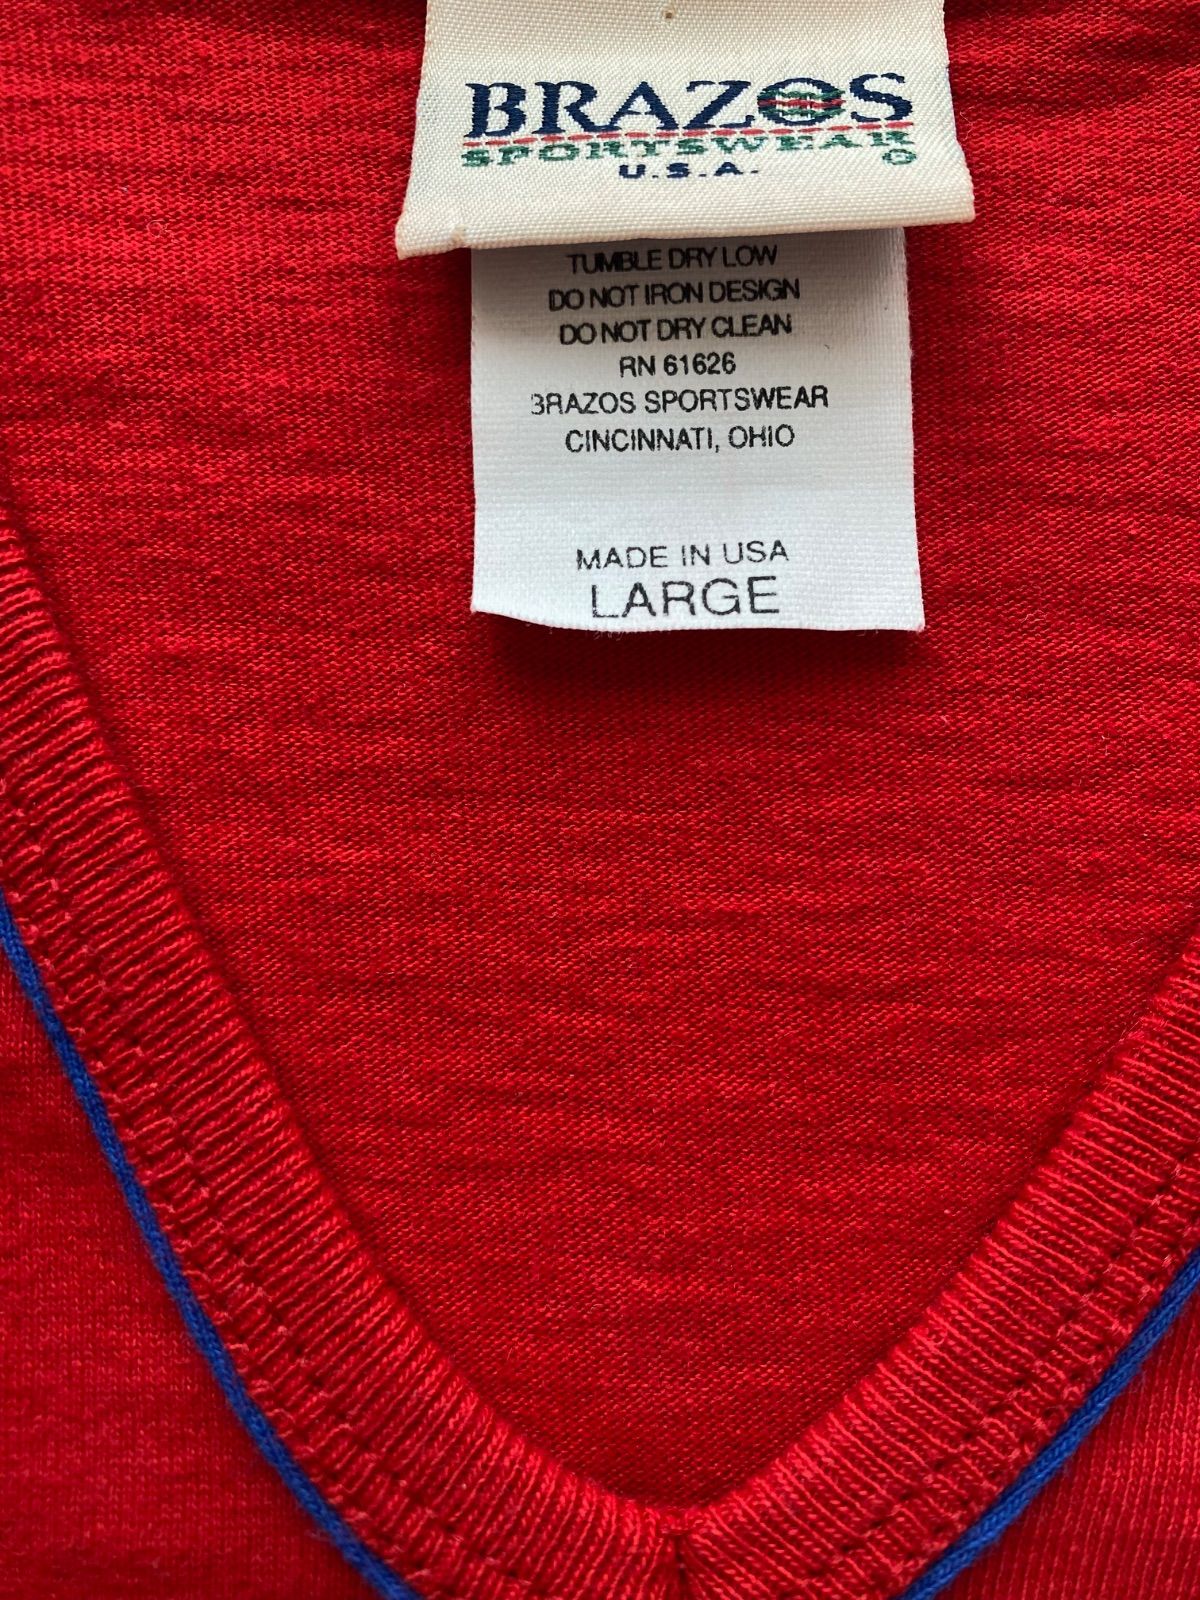 BRAZOS
SPORTSWEAR ®
U.S.A.
TUMBLE DRY LOW
DO NOT IRON DESIGN
DO NOT DRY CLEAN
RN 61626
BRAZOS SPORTSWEAR
CINCINNATI, OHIO
MADE IN USA
LARGE